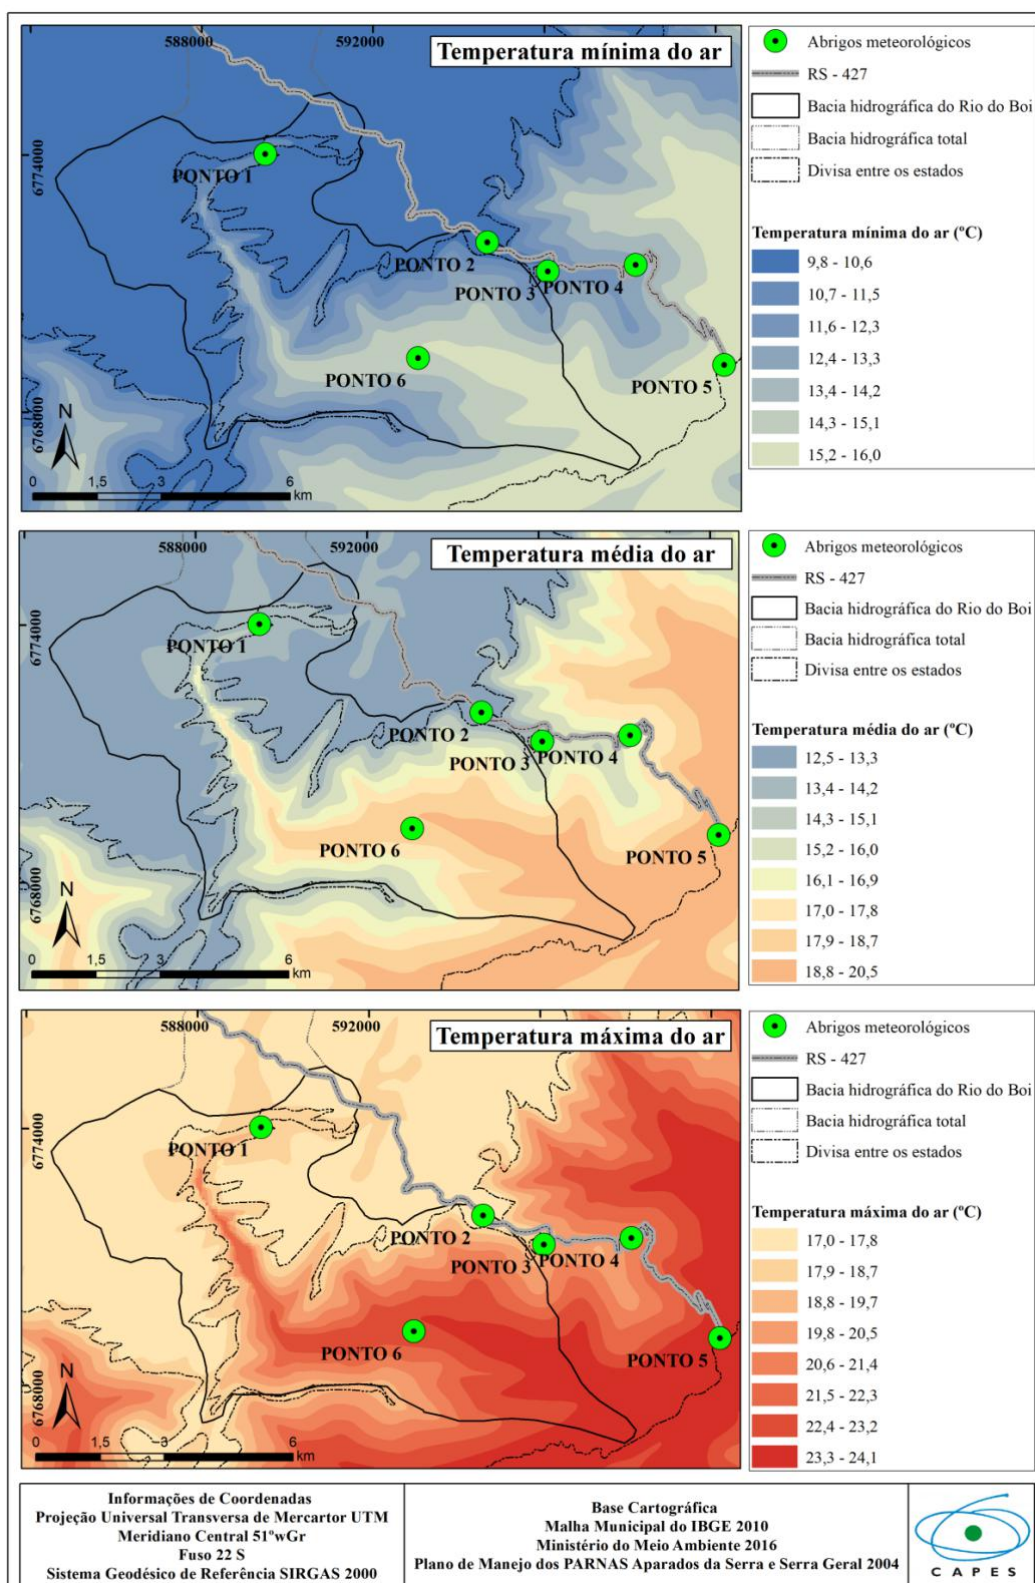 588000
592000
Temperatura mínima do ar
6774000
6768000
PONTO 1
PONTO 2
PONTO 3
PONTO 4
PONTO 5
PONTO 6
N
0
1,5
3
6
km
Abrigos meteorológicos
RS - 427
Bacia hidrográfica do Rio do Boi
Bacia hidrográfica total
Divisa entre os estados
Temperatura mínima do ar (ºC)
9,8 - 10,6
10,7 - 11,5
11,6 - 12,3
12,4 - 13,3
13,4 - 14,2
14,3 - 15,1
15,2 - 16,0
588000
592000
Temperatura média do ar
6774000
6768000
PONTO 1
PONTO 2
PONTO 3
PONTO 4
PONTO 5
PONTO 6
N
0
1,5
3
6
km
Abrigos meteorológicos
RS - 427
Bacia hidrográfica do Rio do Boi
Bacia hidrográfica total
Divisa entre os estados
Temperatura média do ar (ºC)
12,5 - 13,3
13,4 - 14,2
14,3 - 15,1
15,2 - 16,0
16,1 - 16,9
17,0 - 17,8
17,9 - 18,7
18,8 - 20,5
588000
592000
Temperatura máxima do ar
6774000
6768000
PONTO 1
PONTO 2
PONTO 3
PONTO 4
PONTO 5
PONTO 6
N
0
1,5
3
6
km
Abrigos meteorológicos
RS - 427
Bacia hidrográfica do Rio do Boi
Bacia hidrográfica total
Divisa entre os estados
Temperatura máxima do ar (ºC)
17,0 - 17,8
17,9 - 18,7
18,8 - 19,7
19,8 - 20,5
20,6 - 21,4
21,5 - 22,3
22,4 - 23,2
23,3 - 24,1
Informações de Coordenadas
Projeção Universal Transversa de Mercartor UTM
Meridiano Central 51ºwGr
Fuso 22 S
Sistema Geodésico de Referência SIRGAS 2000
Base Cartográfica
Malha Municipal do IBGE 2010
Ministério do Meio Ambiente 2016
Plano de Manejo dos PARNAS Aparados da Serra e Serra Geral 2004
CAPES